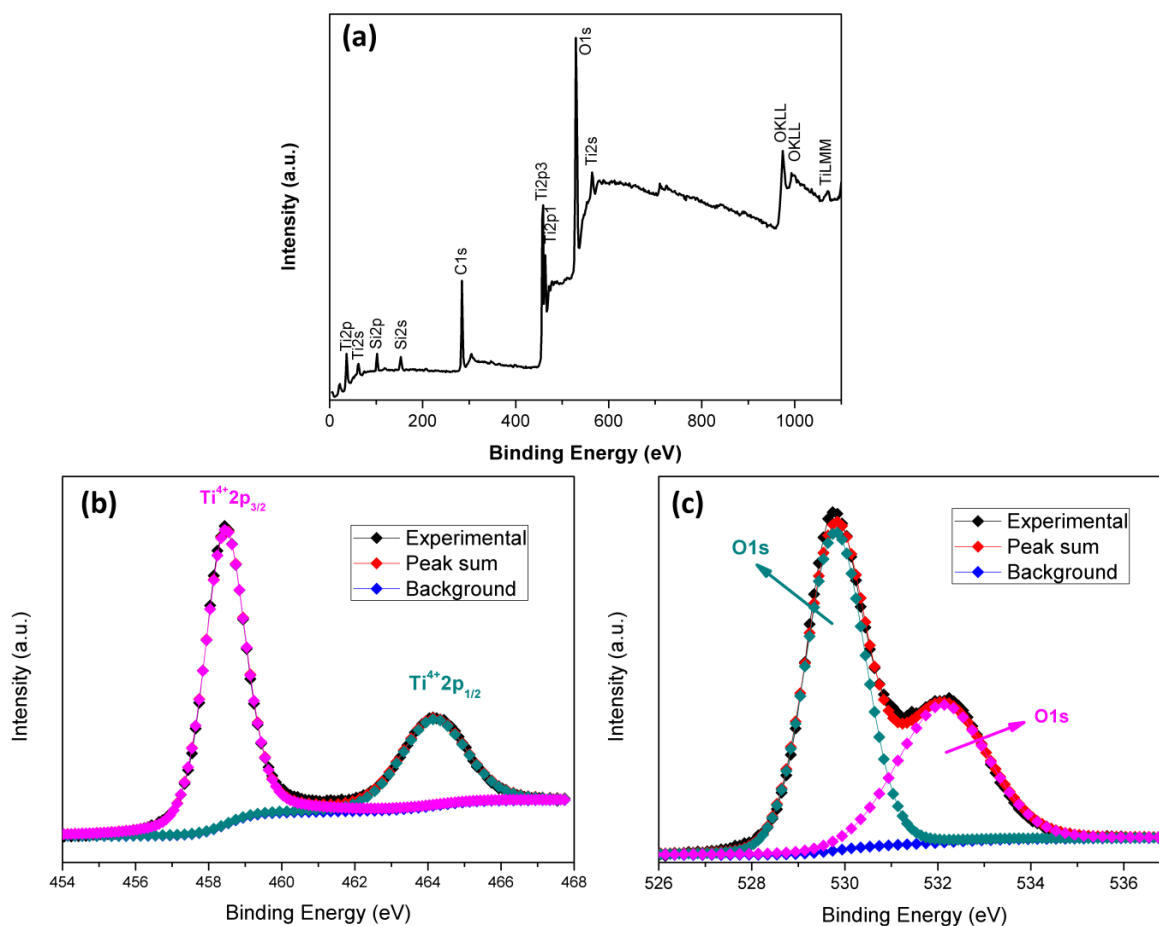 (a)
Intensity (a.u.)
Ti2p
Ti2s
Si2p
Si2s
C1s
Ti2p3
Ti2p1
O1s
Ti2s
OKLL
OKLL
TiLMM
0 200 400 600 800 1000
Binding Energy (eV)
(b)
Ti⁴⁺2p₃/₂
Experimental
Peak sum
Background
Ti⁴⁺2p₁/₂
Intensity (a.u.)
454 456 458 460 462 464 466 468
Binding Energy (eV)
(c)
O1s
Experimental
Peak sum
Background
O1s
Intensity (a.u.)
526 528 530 532 534 536
Binding Energy (eV)